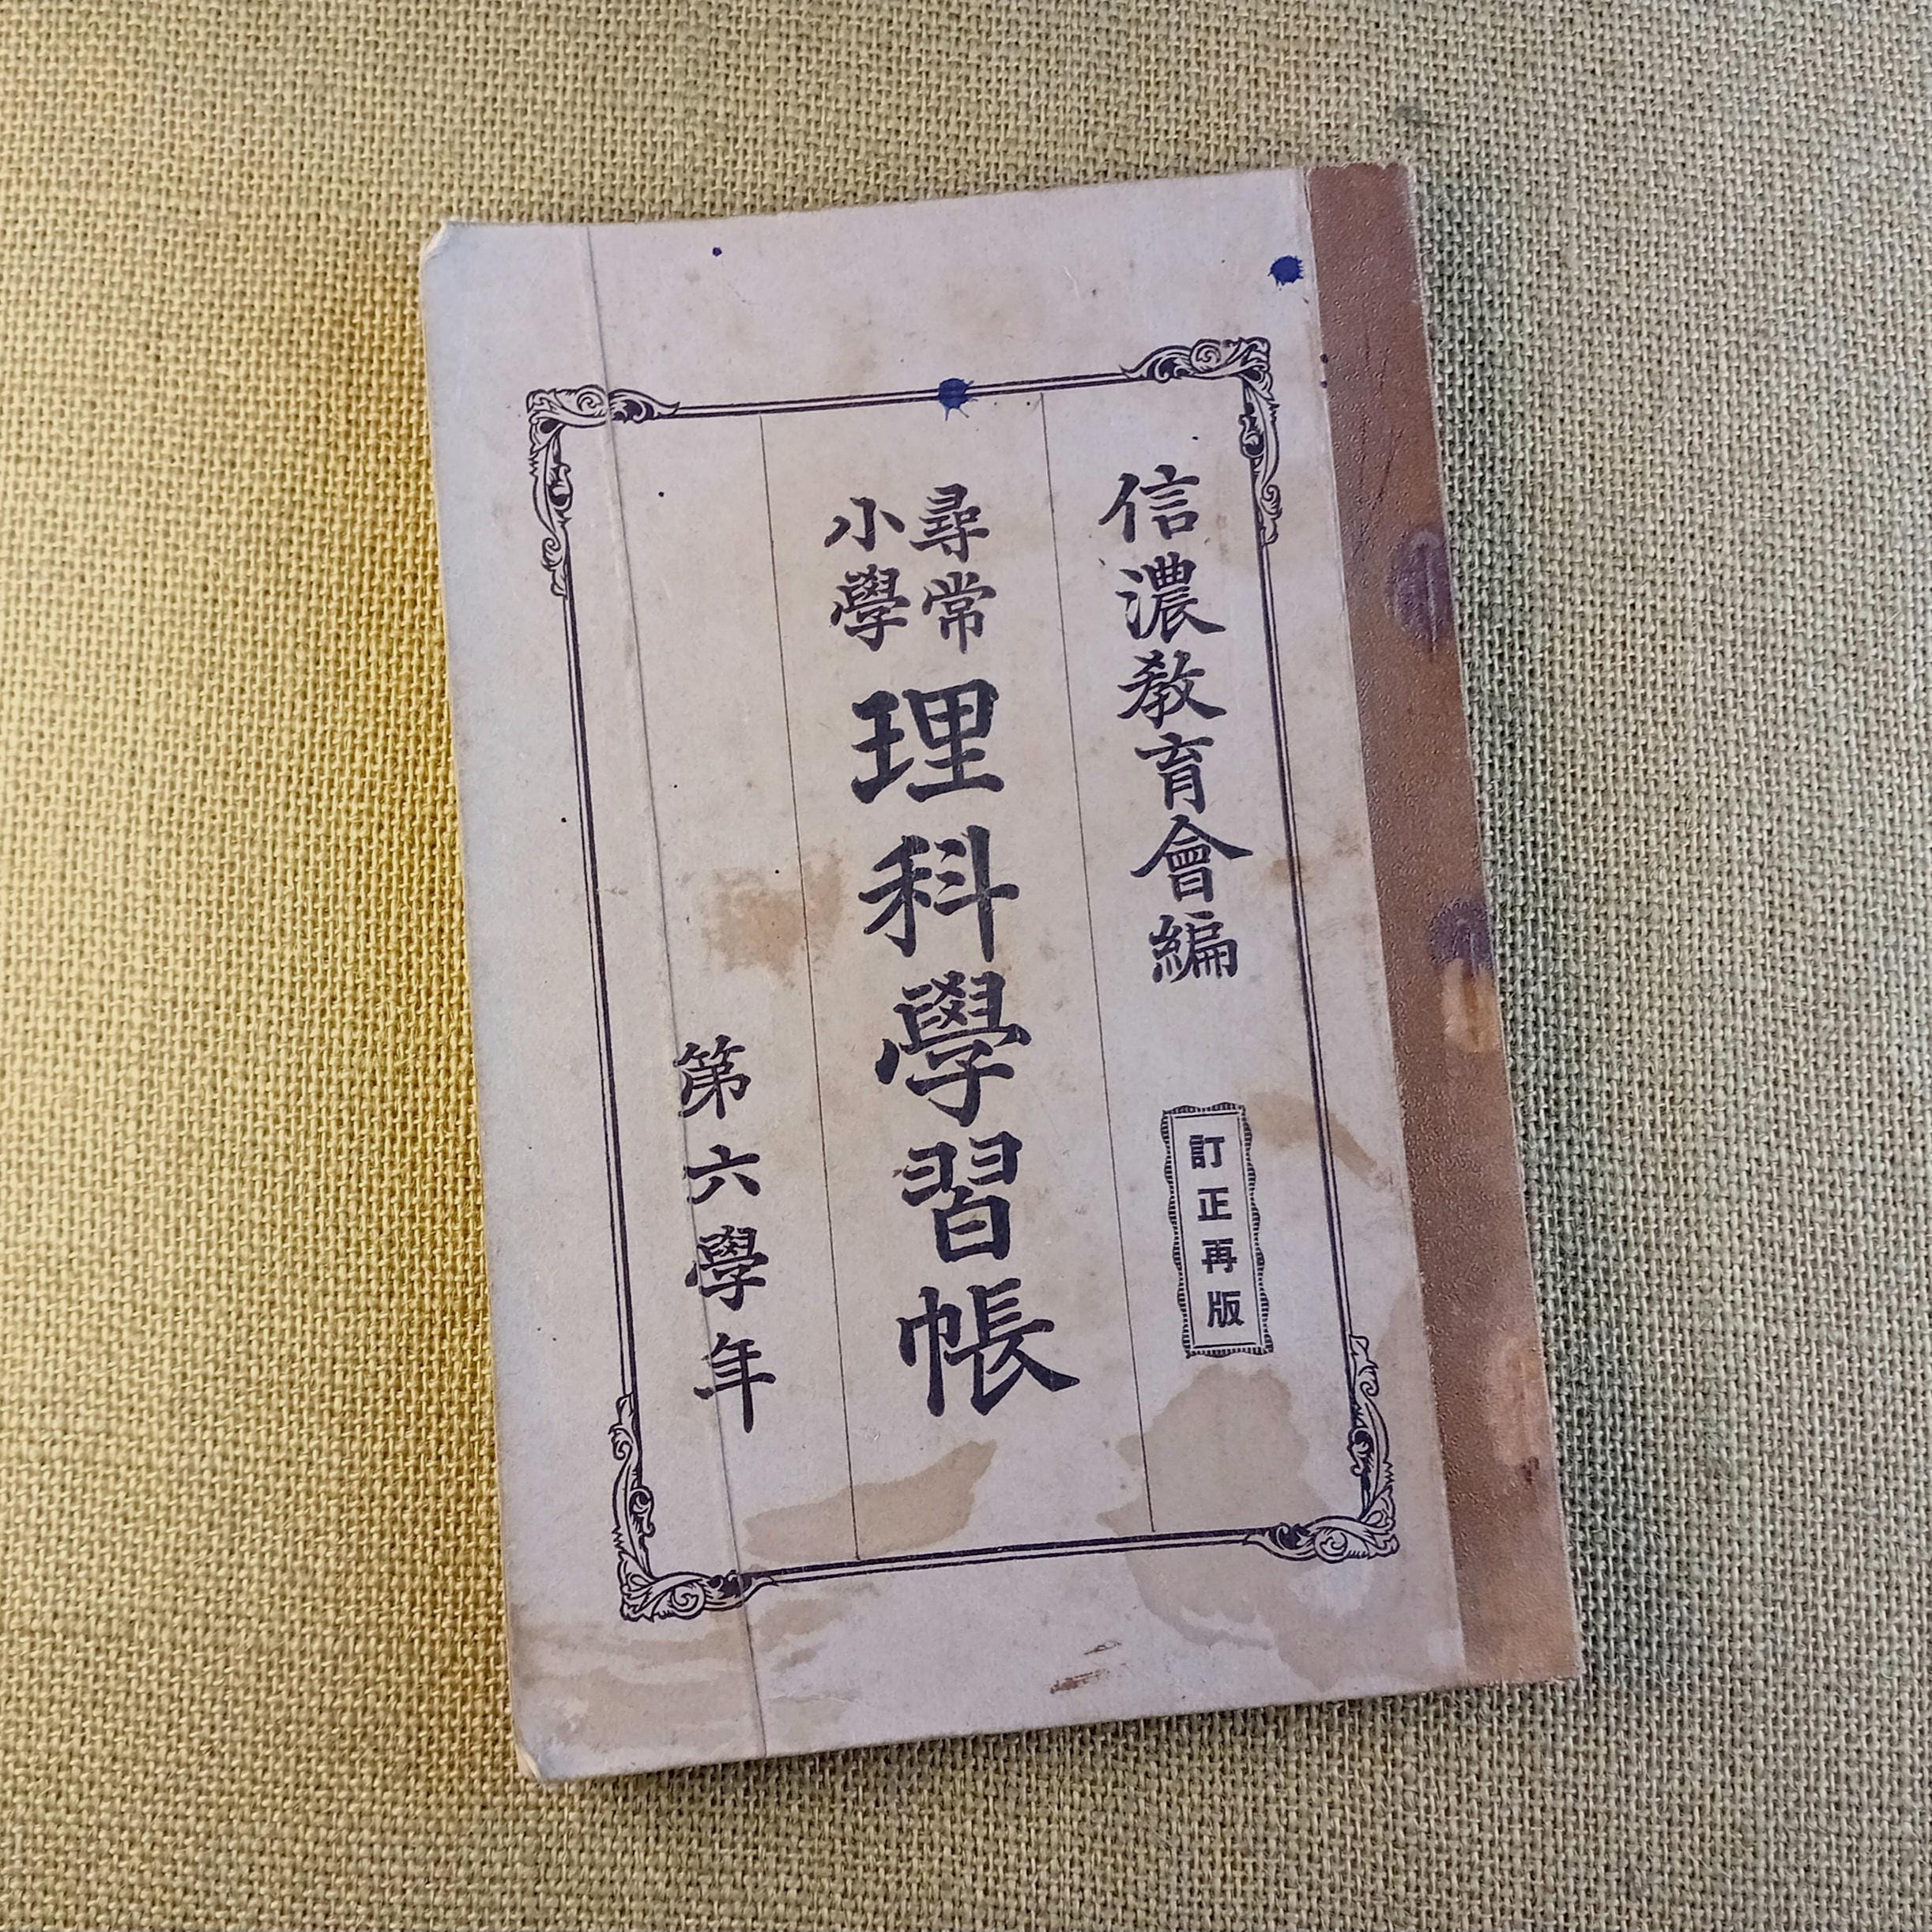 信濃教育會編
訂正再版
尋常
小學
理科學習帳
第六學年